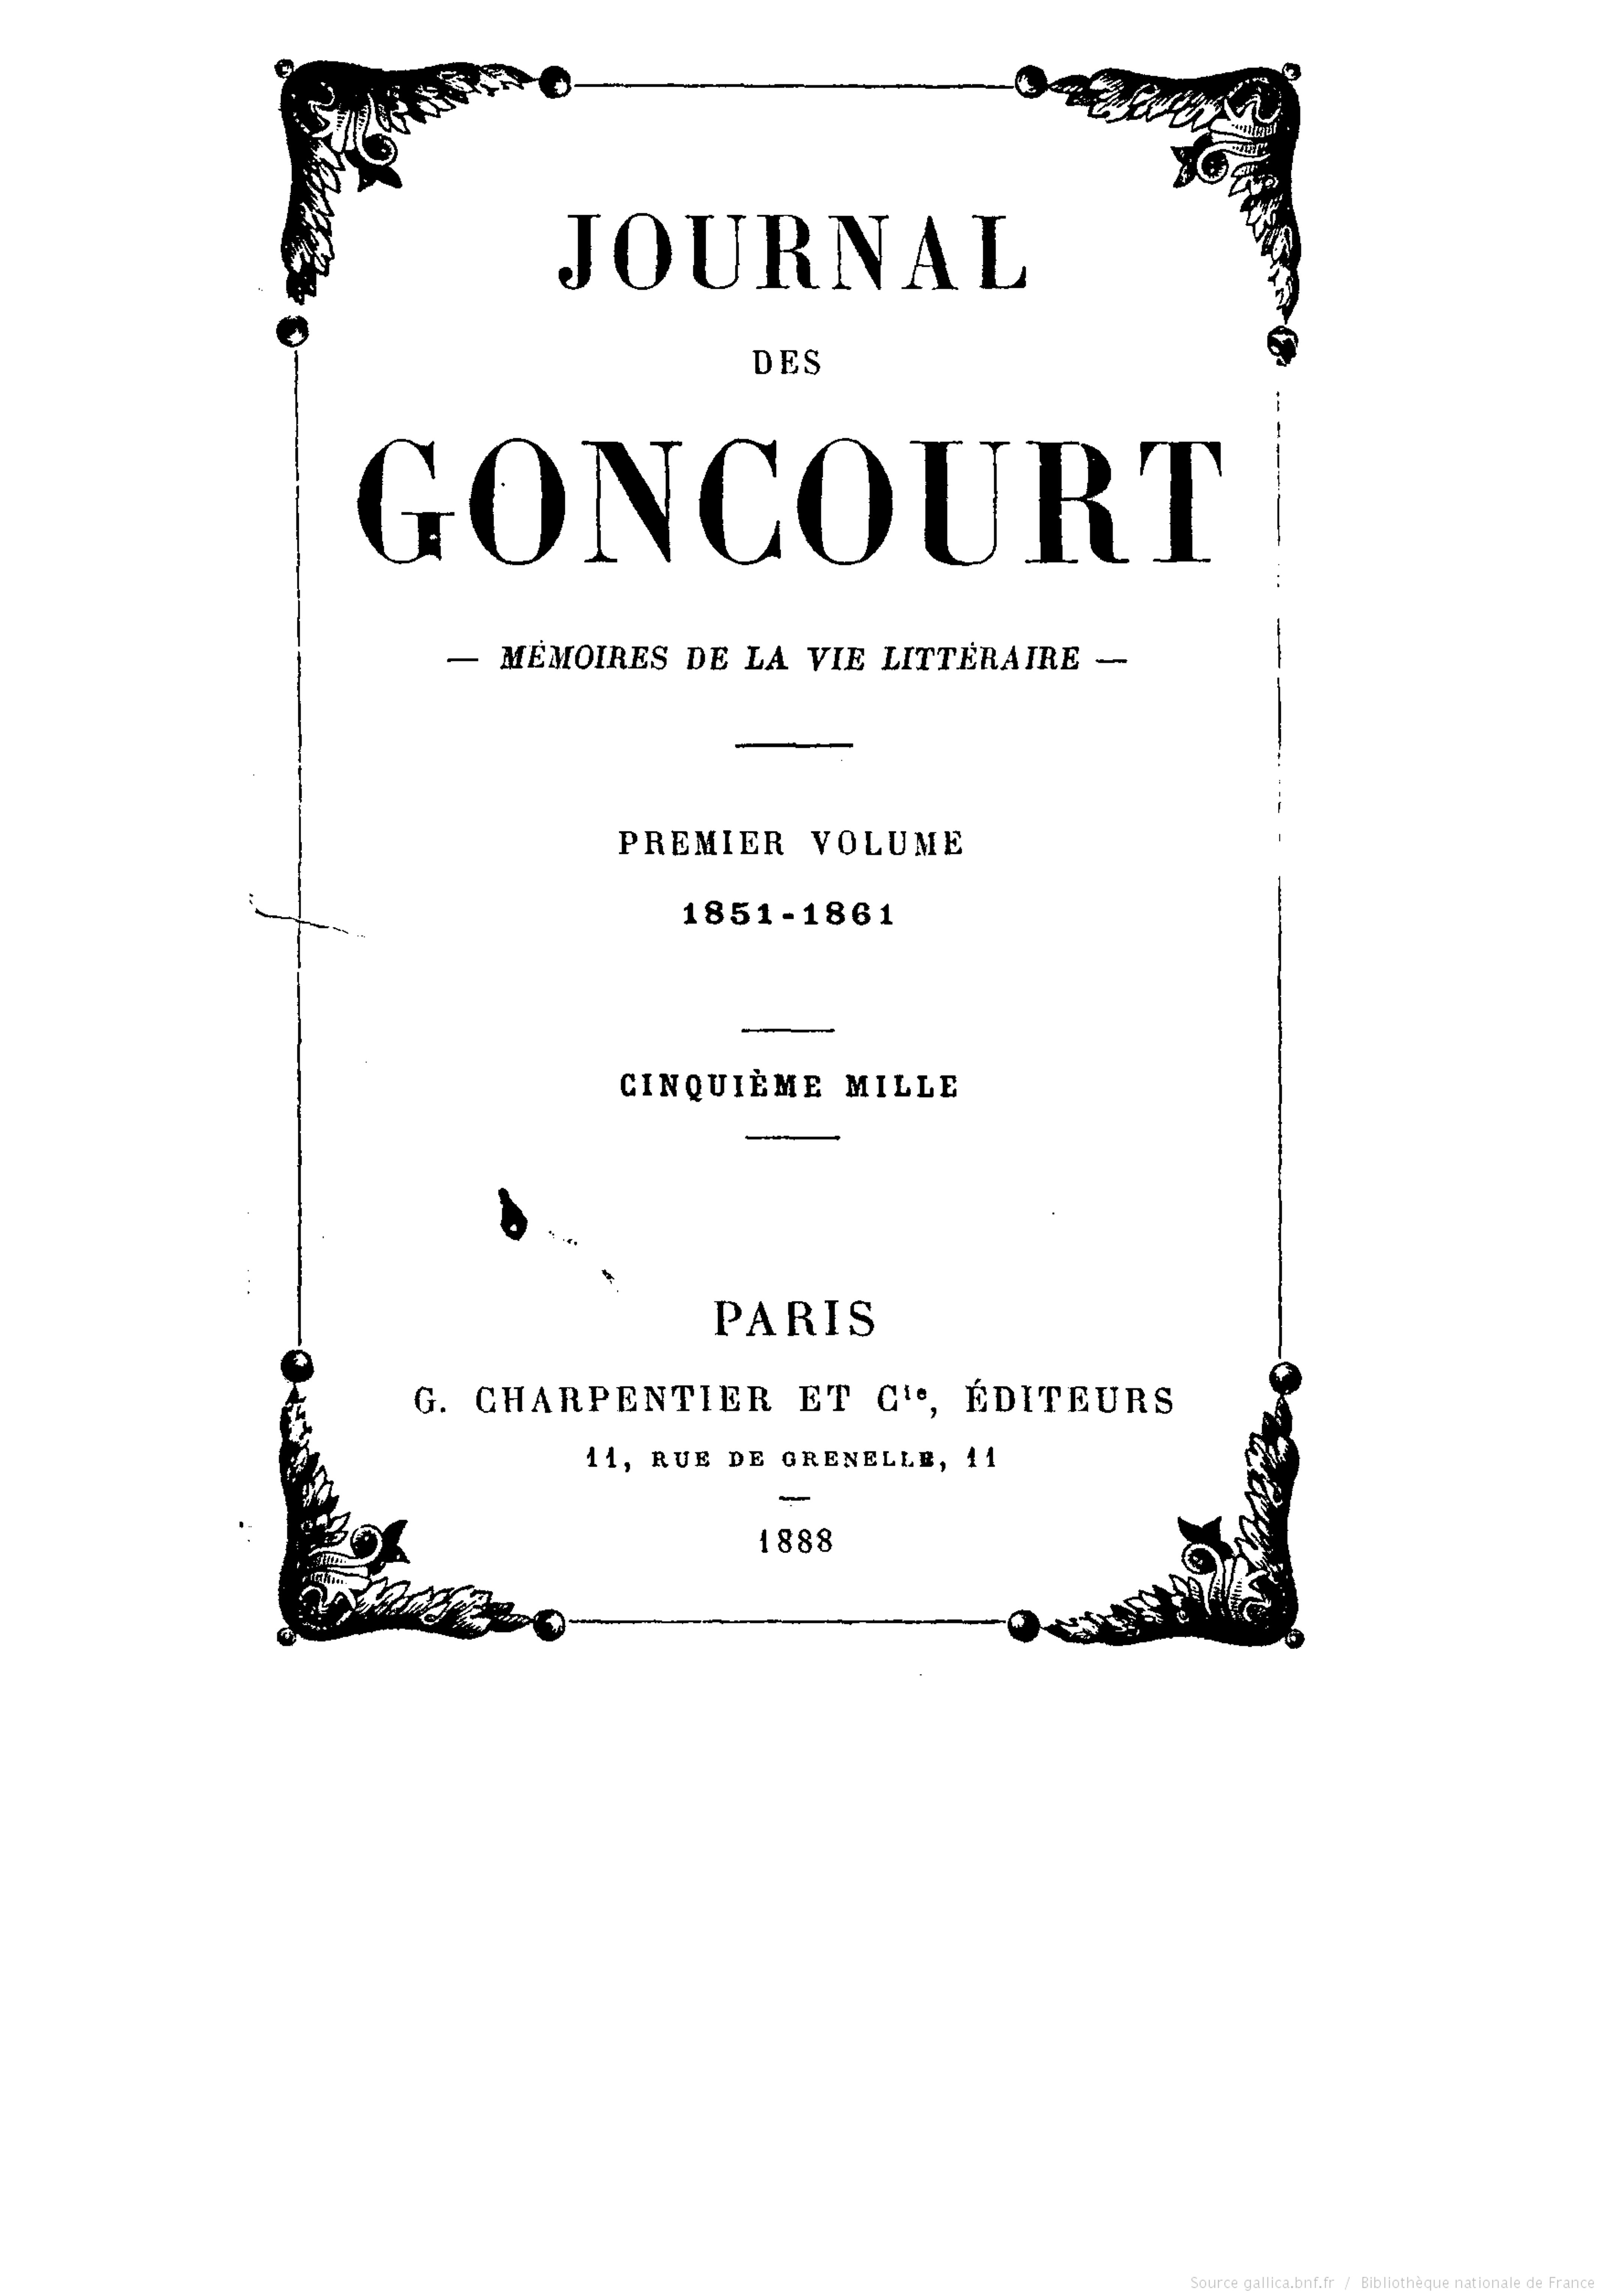 JOURNAL
DES
GONCOURT
— MÉMOIRES DE LA VIE LITTÉRAIRE —
PREMIER VOLUME
1851-1861
CINQUIÈME MILLE
PARIS
G. CHARPENTIER ET Cie, ÉDITEURS
11, RUE DE GRENELLE, 11
1888
Source gallica.bnf.fr / Bibliothèque nationale de France